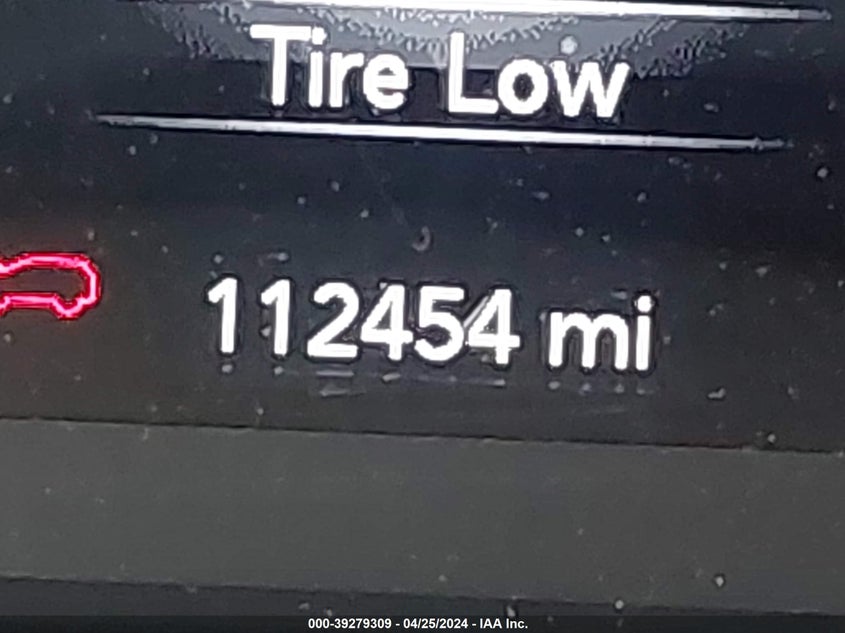 Tire Low
112454 mi
000-39279309 - 04/25/2024 - IAA Inc.